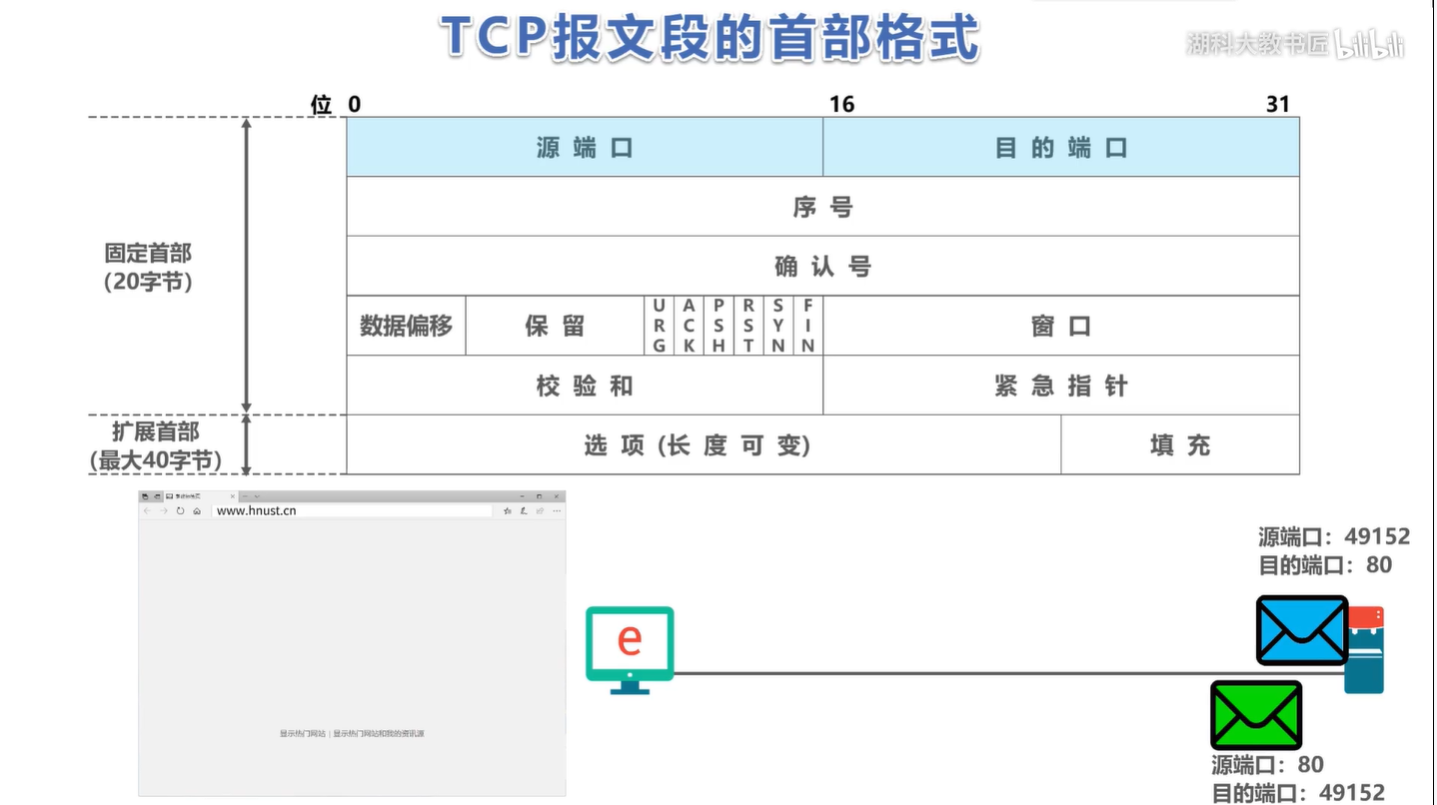 TCP报文段的首部格式
湖科大教书匠 bilibili
位 0 16 31
源端口 目的端口
序号
确认号
固定首部
（20字节）
数据偏移 保留 URG ACK PSH RST SYN FIN 窗口
校验和 紧急指针
扩展首部
（最大40字节）
选项（长度可变） 填充
www.hnust.cn
显示热门网站 | 显示热门网站和我的资讯源
源端口：49152
目的端口：80
e
源端口：80
目的端口：49152